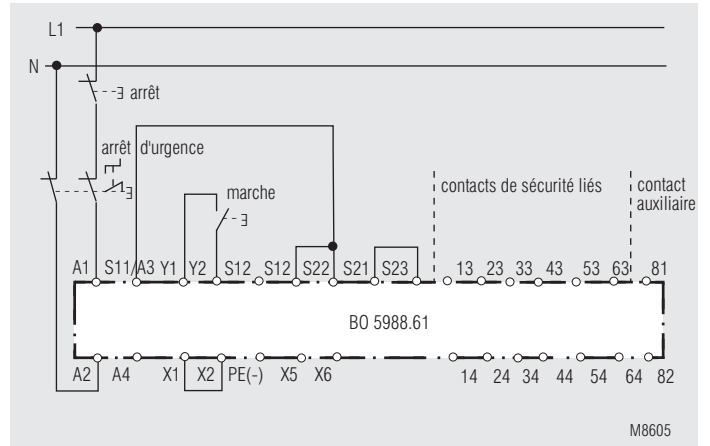 L1
N
arrêt
arrêt d'urgence
marche
contacts de sécurité liés
contact
auxiliaire
A1 S11/A3 Y1 Y2 S12 S12 S22 S21 S23 13 23 33 43 53 63 81
BO 5988.61
A2 A4 X1 X2 PE(-) X5 X6 14 24 34 44 54 64 82
M8605